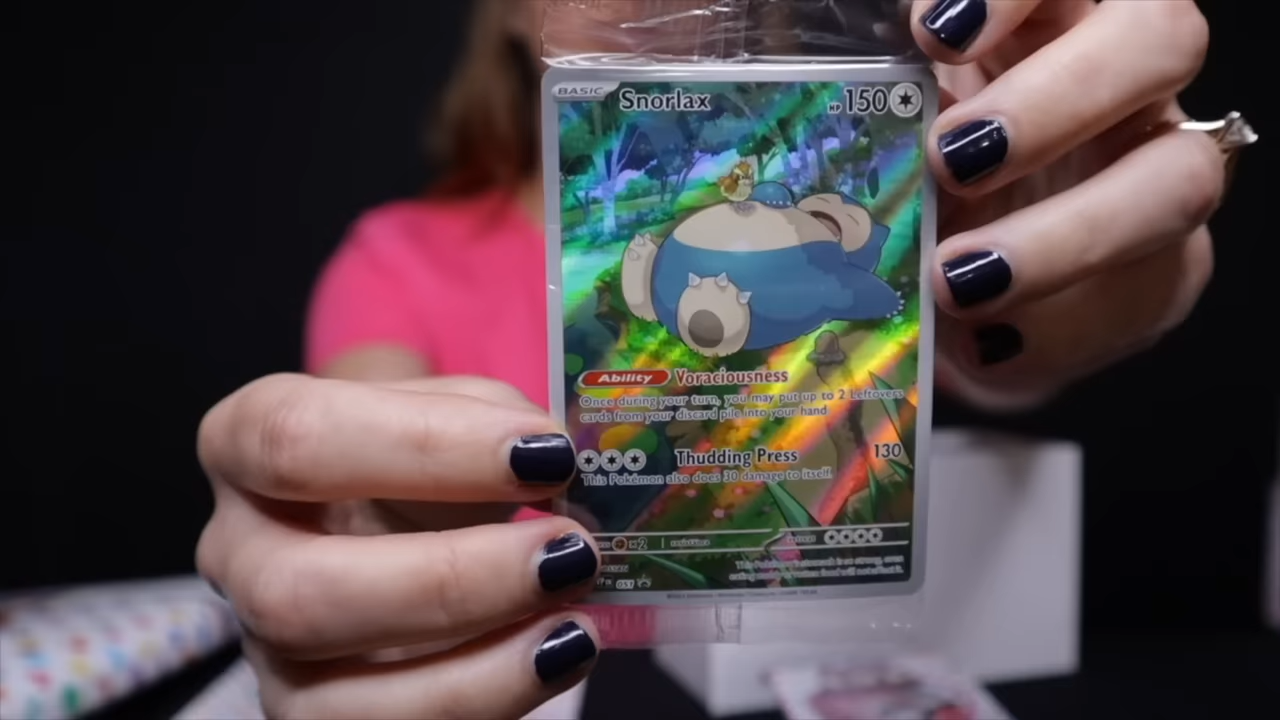 BASIC Snorlax HP 150
Ability Voraciousness
Once during your turn, you may put up to 2 Leftovers
cards from your discard pile into your hand
Thudding Press 130
This Pokémon also does 30 damage to itself.
×2
051